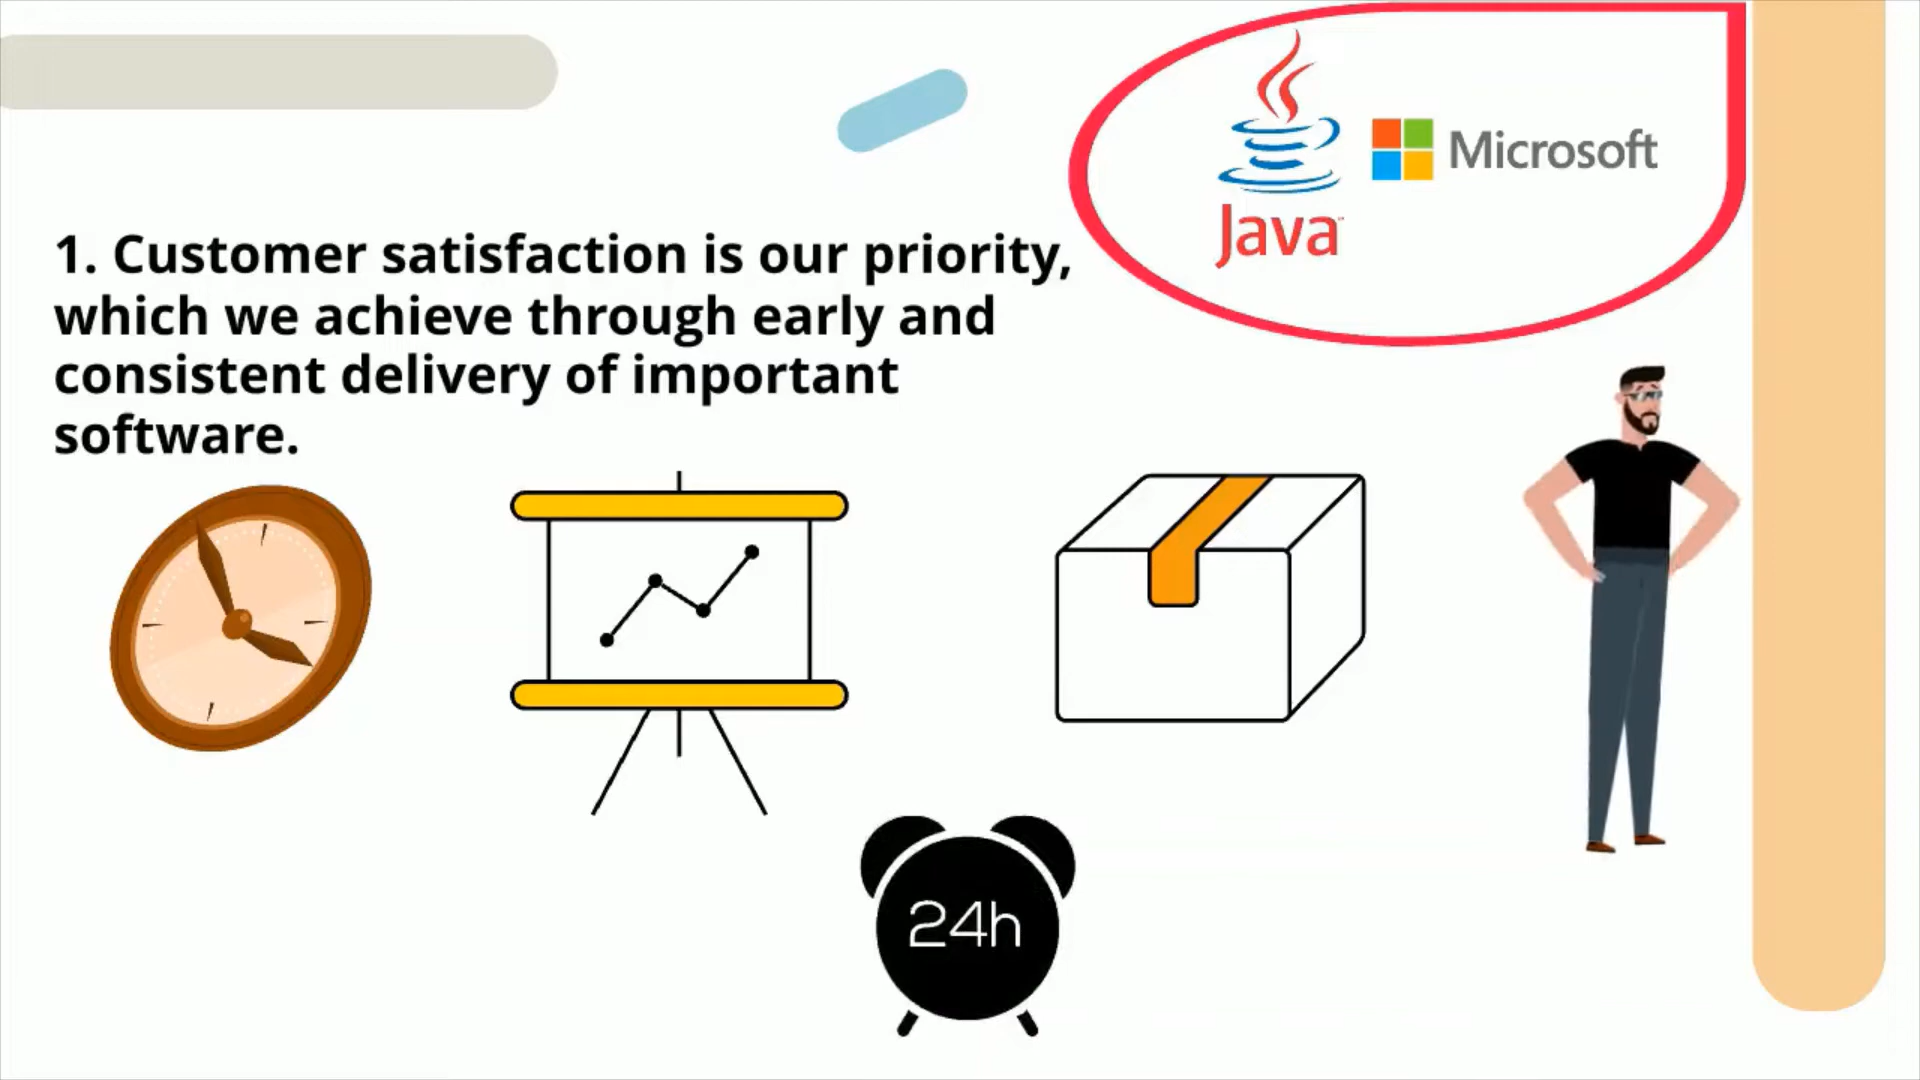 Java
Microsoft
1. Customer satisfaction is our priority,
which we achieve through early and
consistent delivery of important
software.
24h